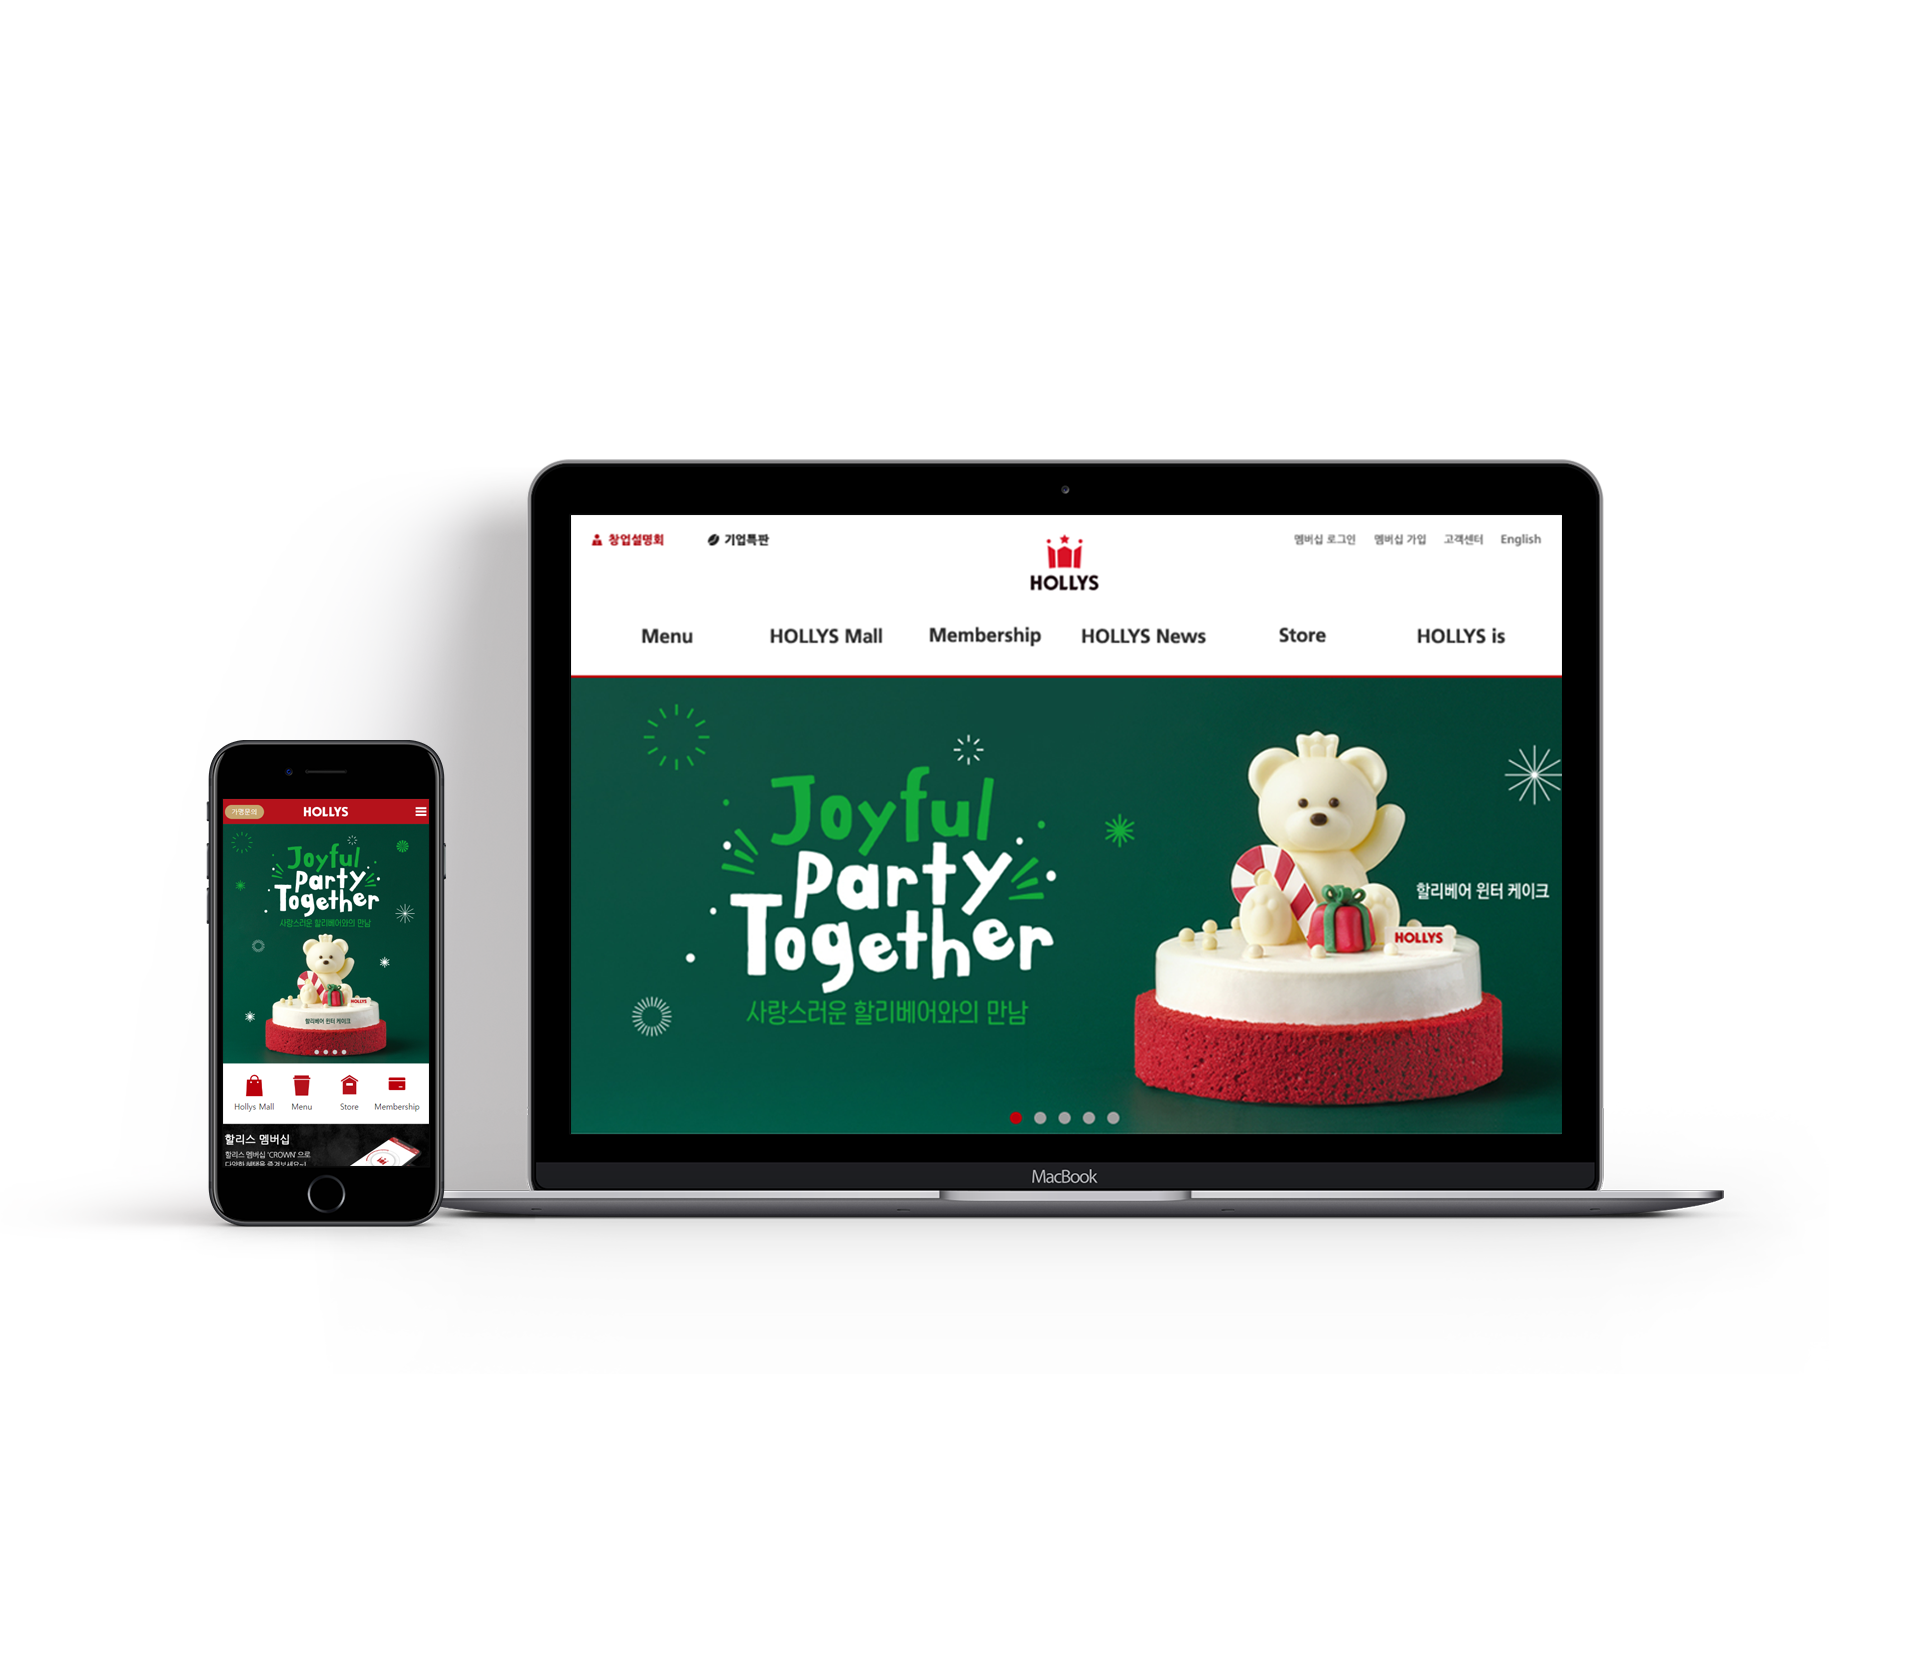 창업설명회
기업특판
HOLLYS
멤버십 로그인
멤버십 가입
고객센터
English
Menu
HOLLYS Mall
Membership
HOLLYS News
Store
HOLLYS is
Joyful
Party
Together
사랑스러운 할리베어와의 만남
할리베어 윈터 케이크
HOLLYS
MacBook
가맹문의
HOLLYS
Joyful
Party
Together
사랑스러운 할리베어와의 만남
HOLLYS
할리베어 윈터 케이크
Hollys Mall
Menu
Store
Membership
할리스 멤버십
할리스 멤버십 'CROWN' 으로